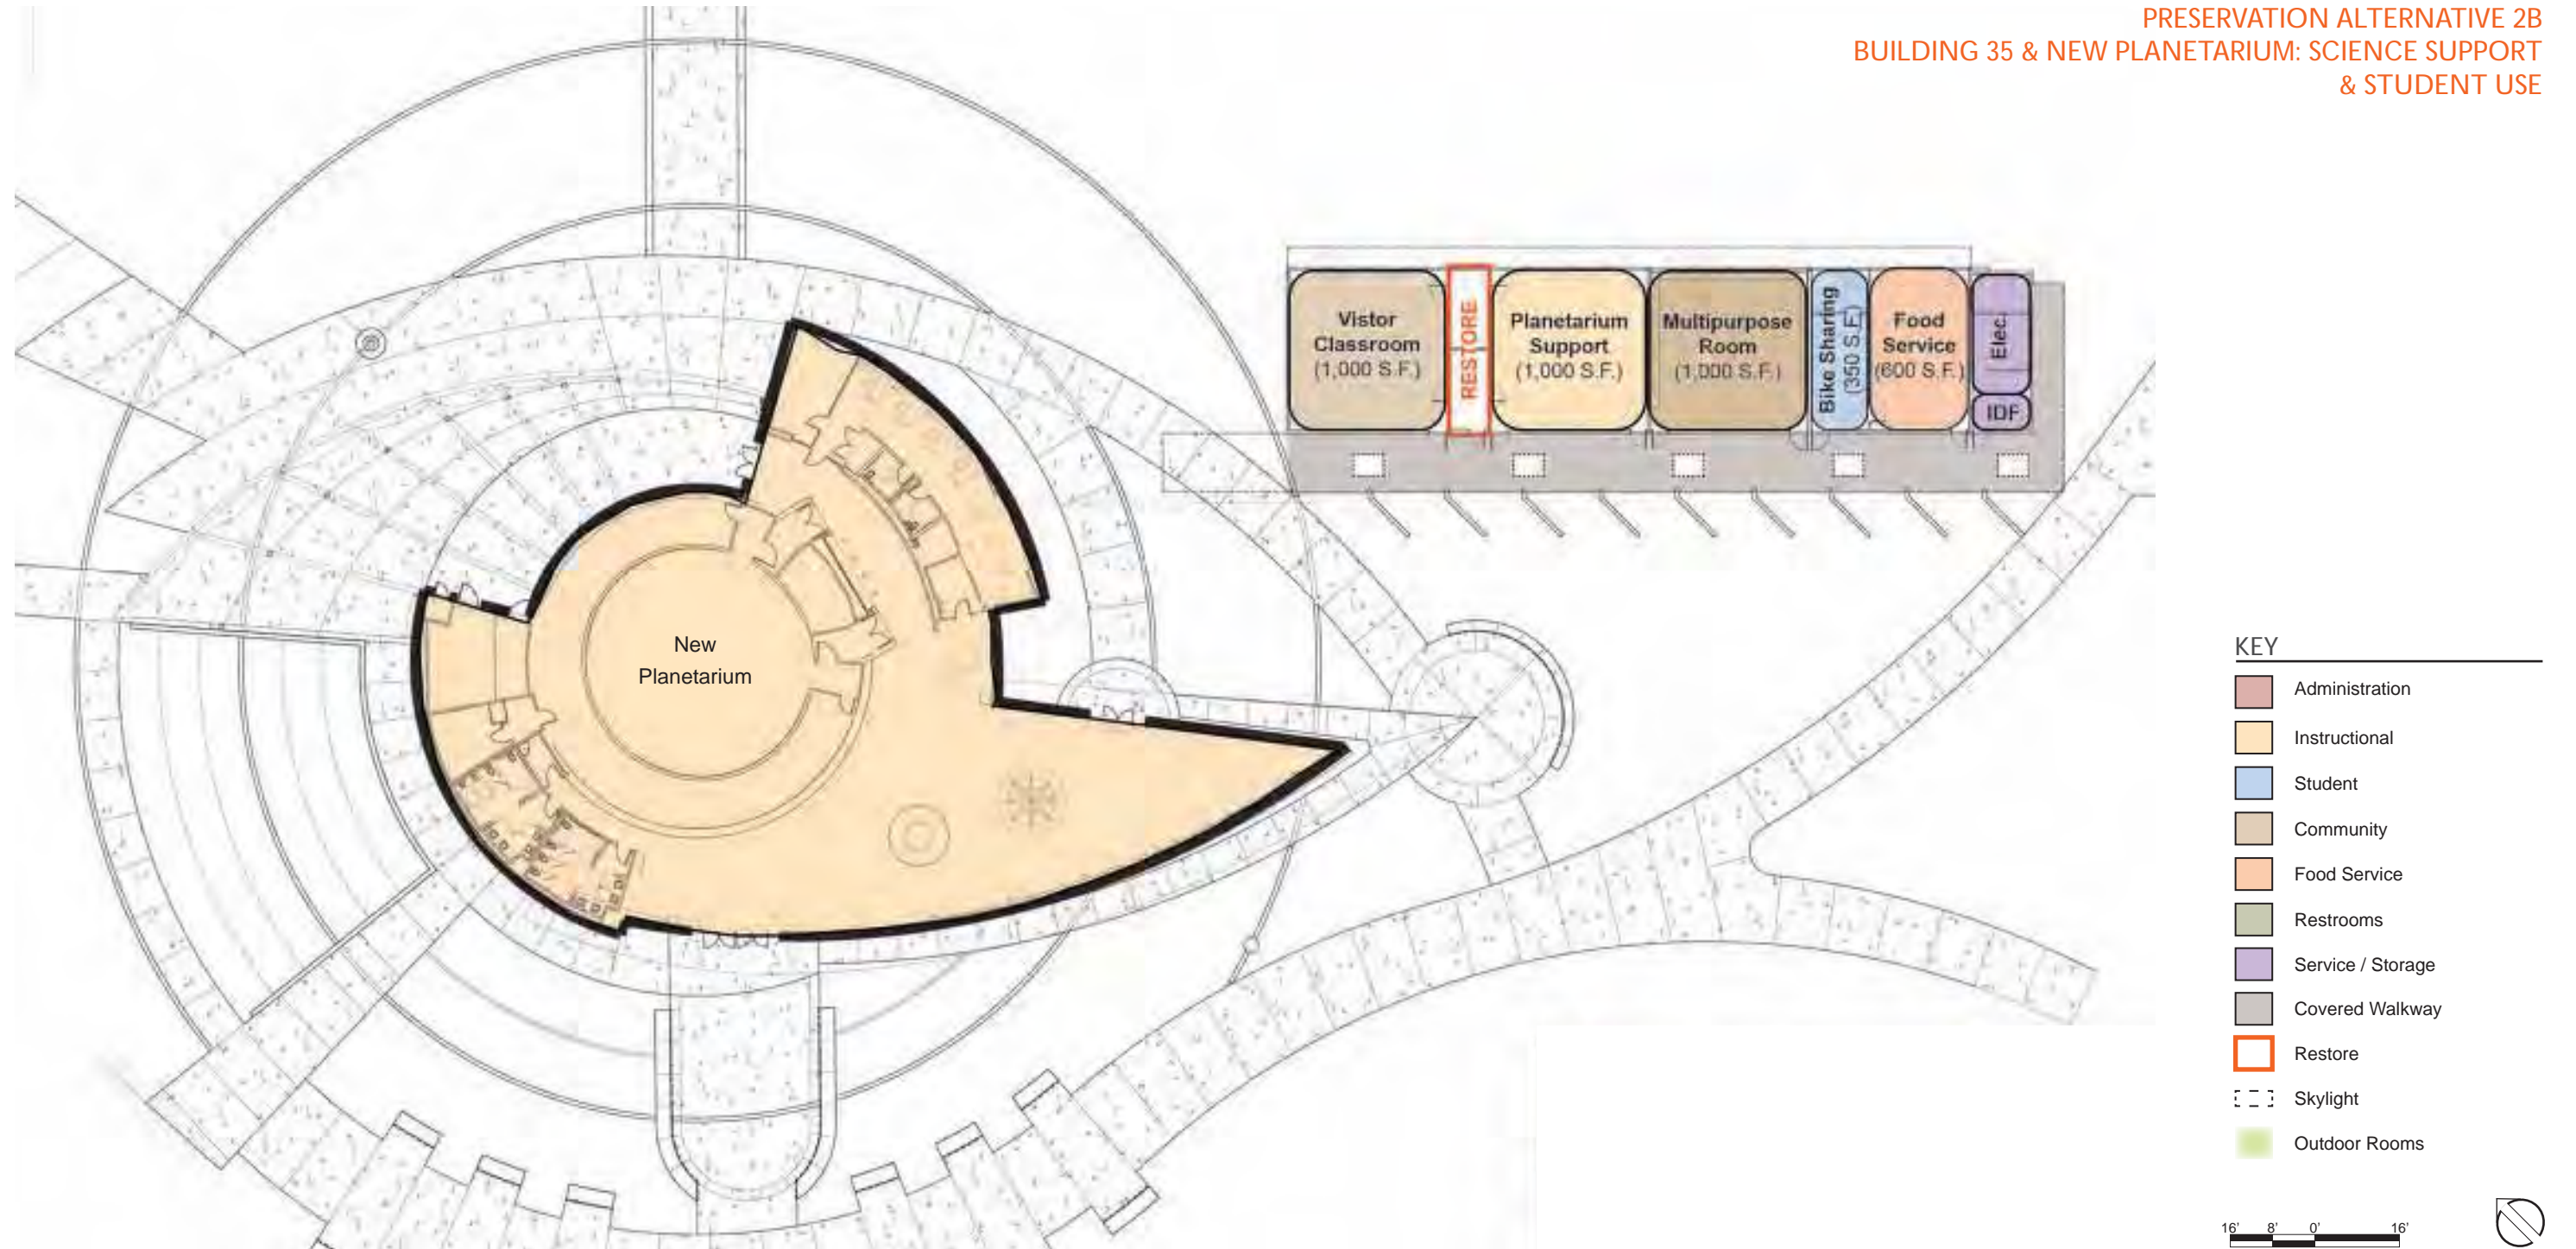 PRESERVATION ALTERNATIVE 2B
BUILDING 35 & NEW PLANETARIUM: SCIENCE SUPPORT
& STUDENT USE
Vistor
Classroom
(1,000 S.F.)
RESTORE
Planetarium
Support
(1,000 S.F.)
Multipurpose
Room
(1,000 S.F.)
Bike Sharing
(350 S.F.)
Food
Service
(600 S.F.)
Elec.
IDF
New
Planetarium
KEY
Administration
Instructional
Student
Community
Food Service
Restrooms
Service / Storage
Covered Walkway
Restore
Skylight
Outdoor Rooms
16' 8' 0' 16'